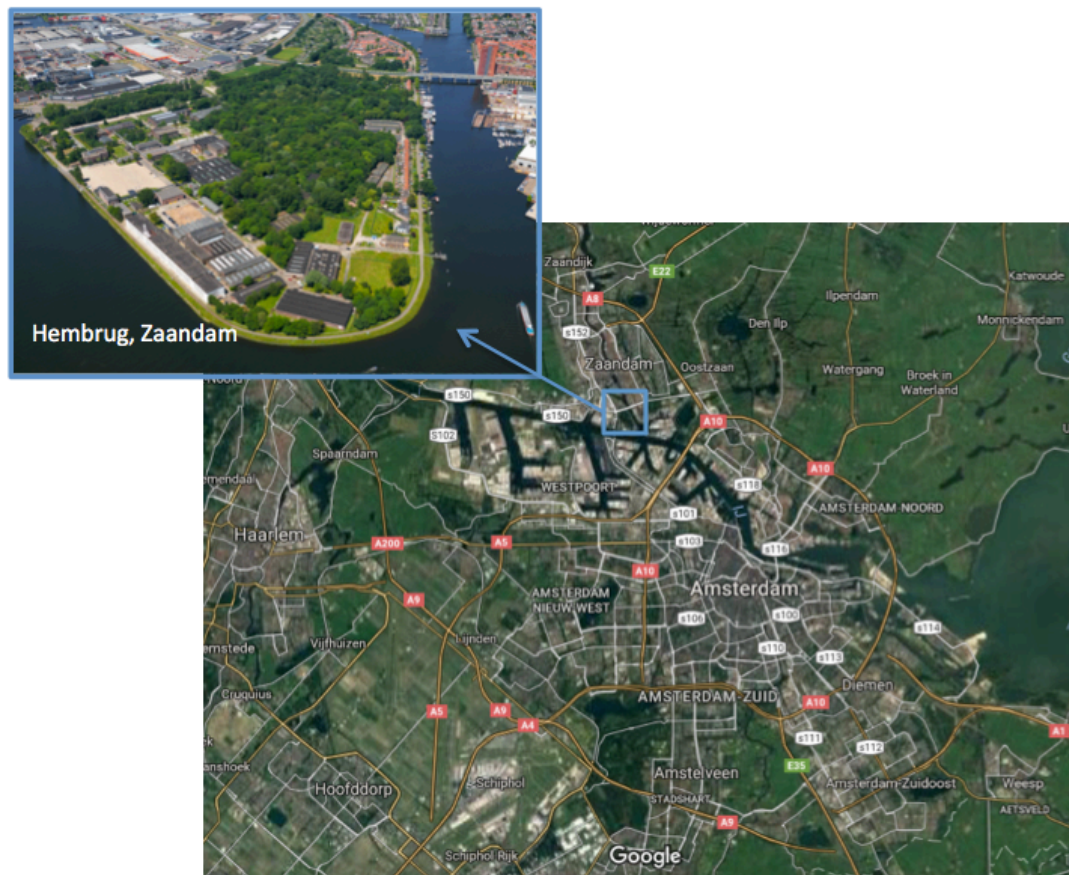 Hembrug, Zaandam
Zaandijk
E22
Katwoude
A8
Ilpendam
s152
Den Ilp
Monnickendam
Zaandam
Oostzaan
Watergang
Broek in
Waterland
s150
s150
A10
S102
Spaarndam
A10
WESTPOORT
s118
s101
AMSTERDAM-NOORD
IJ
Haarlem
A200
A5
s103
s116
A10
AMSTERDAM
NIEUW-WEST
Amsterdam
A9
s106
s100
s114
Vijfhuizen
Lijnden
s110
s113
Diemen
Cruquius
AMSTERDAM-ZUID
A5
A9
A4
A10
A1
s111
s112
E35
Hoofddorp
Schiphol
Amstelveen
Amsterdam-Zuidoost
Weesp
STADSHART
AETSVELD
A9
Schiphol-Rijk
Google